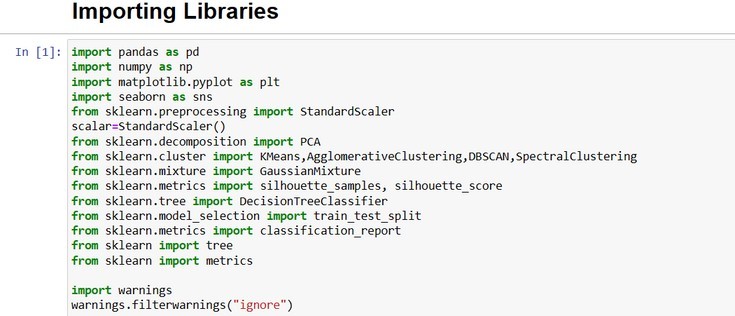 Importing Libraries
In [1]: import pandas as pd
import numpy as np
import matplotlib.pyplot as plt
import seaborn as sns
from sklearn.preprocessing import StandardScaler
scalar=StandardScaler()
from sklearn.decomposition import PCA
from sklearn.cluster import KMeans,AgglomerativeClustering,DBSCAN,SpectralClustering
from sklearn.mixture import GaussianMixture
from sklearn.metrics import silhouette_samples, silhouette_score
from sklearn.tree import DecisionTreeClassifier
from sklearn.model_selection import train_test_split
from sklearn.metrics import classification_report
from sklearn import tree
from sklearn import metrics
import warnings
warnings.filterwarnings("ignore")